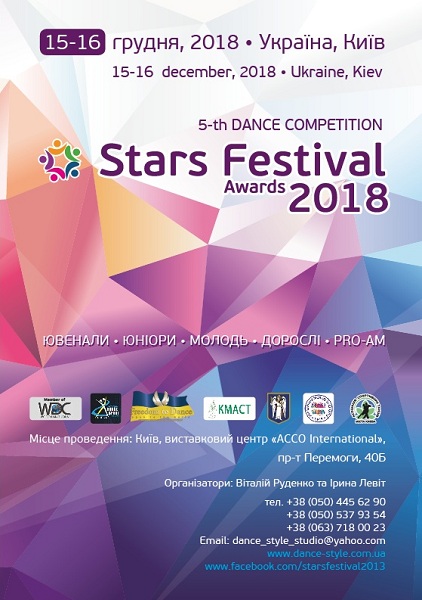 15-16 грудня, 2018 • Україна, Київ
15-16 december, 2018 • Ukraine, Kiev
5-th DANCE COMPETITION
Stars Festival
Awards 2018
ЮВЕНАЛИ • ЮНІОРИ • МОЛОДЬ • ДОРОСЛІ • PRO-AM
Member of
WDC
Freedom to Dance
КМАСТ
Місце проведення: Київ, виставковий центр «ACCO International»,
пр-т Перемоги, 40Б
Організатори: Віталій Руденко та Ірина Левіт
тел. +38 (050) 445 62 90
+38 (050) 537 93 54
+38 (063) 718 00 23
Email: dance_style_studio@yahoo.com
www.dance-style.com.ua
www.facebook.com/starsfestival2013